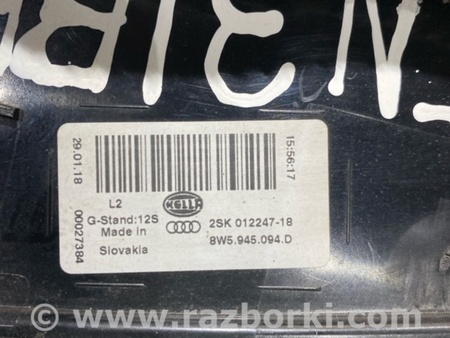 29.01.18
15:56:17
L2
HELLA
G-Stand:12S
2SK 012247-18
Made in
Slovakia
8W5.945.094.D
00027384
© www.razborki.com